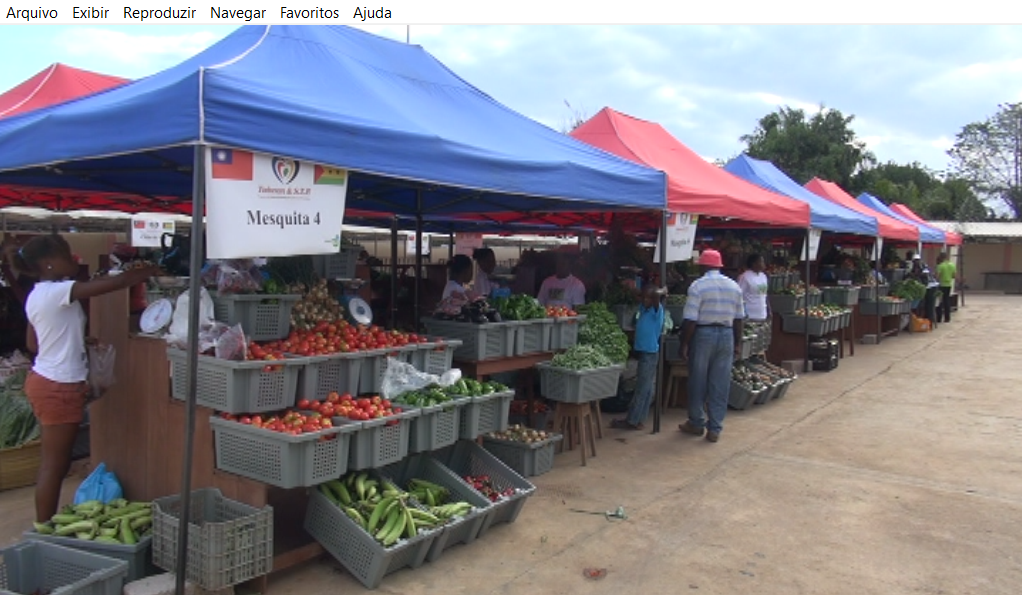 Arquivo Exibir Reproduzir Navegar Favoritos Ajuda
Taiwan & S.T.P.
Mesquita 4